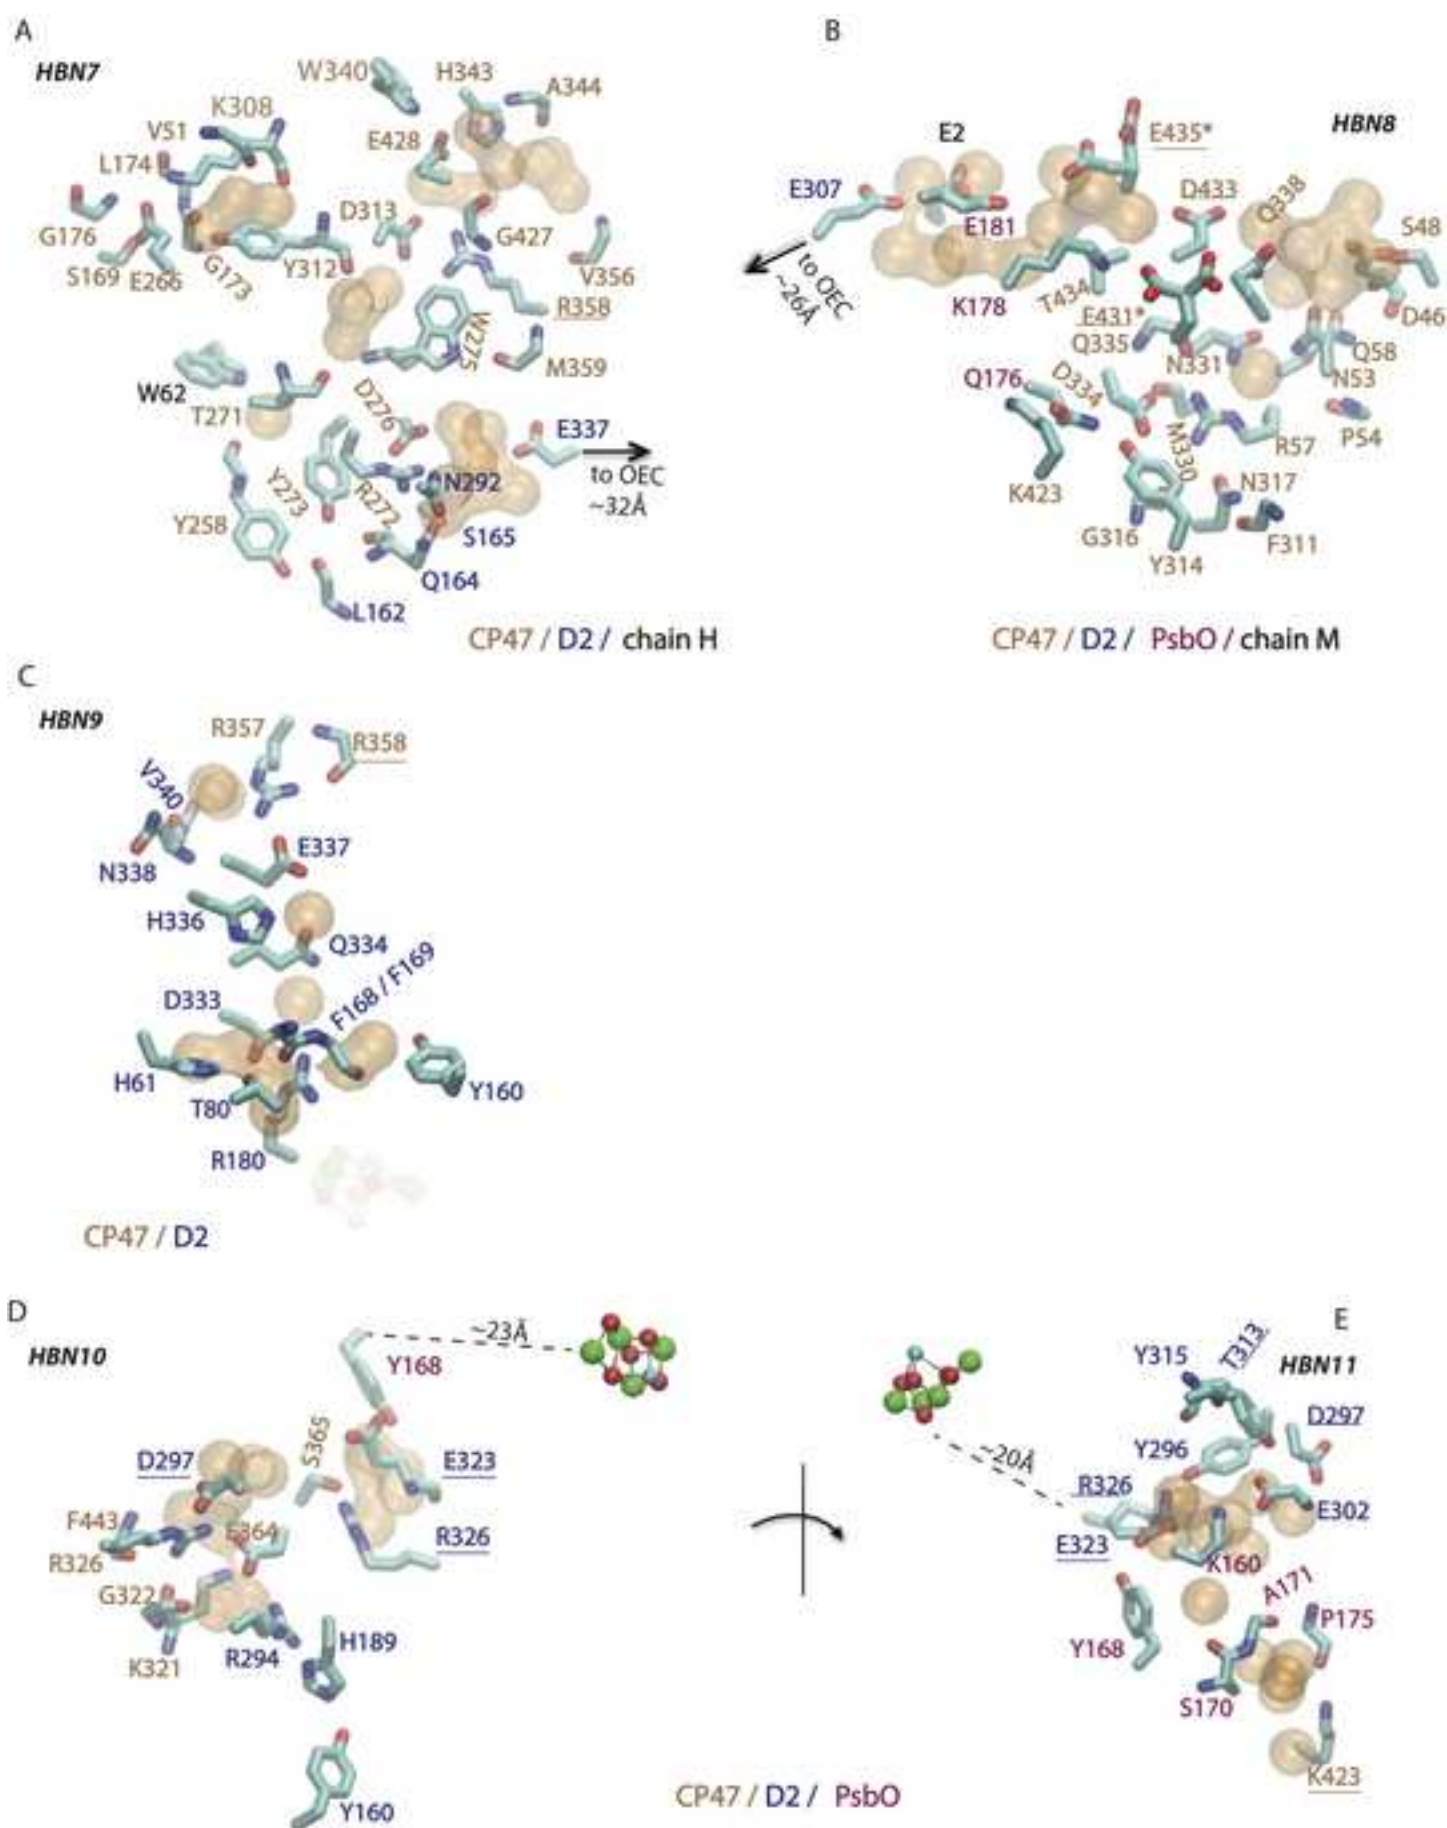 A
HBN7
W340
H343
A344
K308
V51
E428
L174
D313
G176
G427
S169
E266
G173
Y312
V356
R358
W275
M359
W62
T271
D276
E337
to OEC
~32Å
N292
Y273
R272
Y258
S165
Q164
L162
CP47 / D2 / chain H
B
HBN8
E2
E435*
E307
D433
Q338
S48
E181
to OEC
~26Å
K178
T434
E431*
D46
Q335
N331
Q58
N53
Q176
D334
M330
R57
P54
K423
N317
G316
Y314
F311
CP47 / D2 / PsbO / chain M
C
HBN9
R357
R358
V340
E337
N338
H336
Q334
D333
F168 / F169
H61
T80
Y160
R180
CP47 / D2
D
HBN10
~23Å
Y168
S365
D297
E323
F443
E364
R326
R326
G322
H189
K321
R294
Y160
E
HBN11
Y315
T313
D297
Y296
~20Å
R326
E302
E323
K160
A171
P175
Y168
S170
K423
CP47 / D2 / PsbO